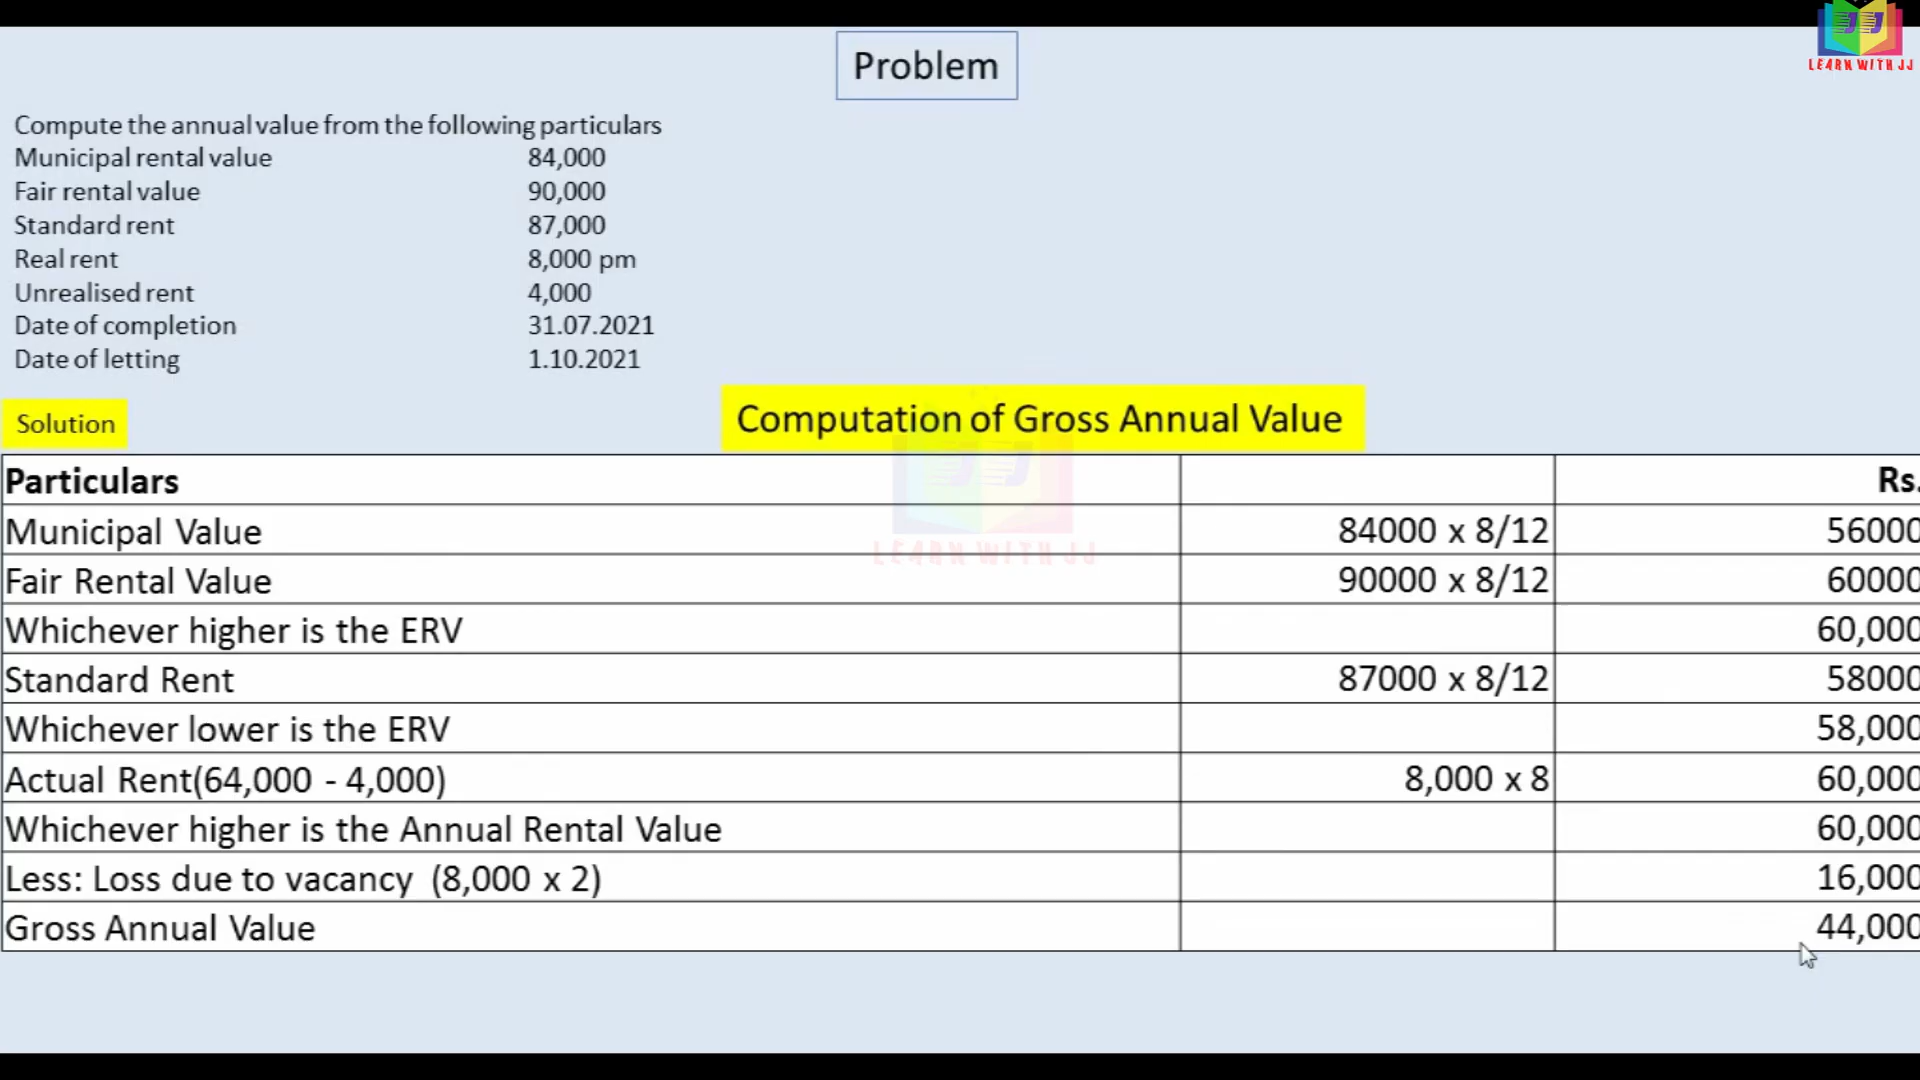 LEARN WITH JJ
Problem
Compute the annual value from the following particulars
Municipal rental value 84,000
Fair rental value 90,000
Standard rent 87,000
Real rent 8,000 pm
Unrealised rent 4,000
Date of completion 31.07.2021
Date of letting 1.10.2021
Solution
Computation of Gross Annual Value
Particulars Rs.
Municipal Value 84000 x 8/12 56000
Fair Rental Value 90000 x 8/12 60000
Whichever higher is the ERV 60,000
Standard Rent 87000 x 8/12 58000
Whichever lower is the ERV 58,000
Actual Rent(64,000 - 4,000) 8,000 x 8 60,000
Whichever higher is the Annual Rental Value 60,000
Less: Loss due to vacancy (8,000 x 2) 16,000
Gross Annual Value 44,000
JJ
LEARN WITH JJ